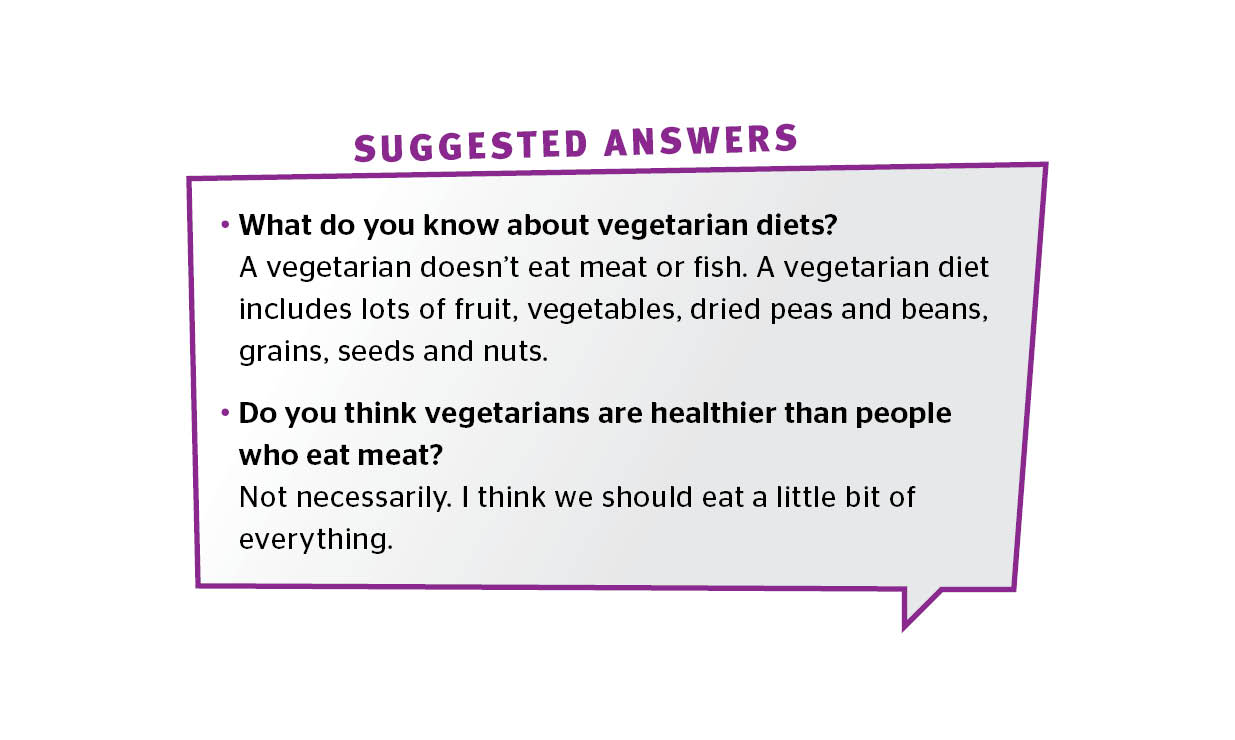 SUGGESTED ANSWERS
• What do you know about vegetarian diets?
A vegetarian doesn’t eat meat or fish. A vegetarian diet
includes lots of fruit, vegetables, dried peas and beans,
grains, seeds and nuts.
• Do you think vegetarians are healthier than people
who eat meat?
Not necessarily. I think we should eat a little bit of
everything.